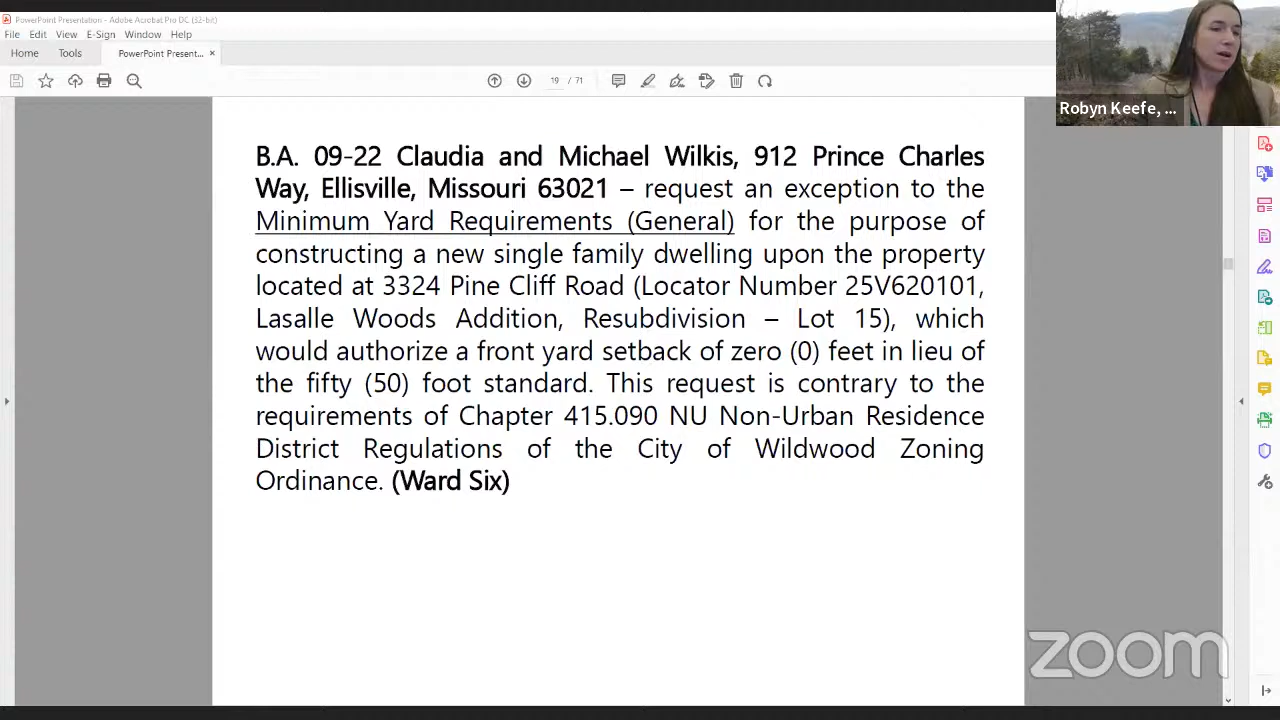 PowerPoint Presentation - Adobe Acrobat Pro DC (32-bit)
File Edit View E-Sign Window Help
Home Tools PowerPoint Present... ×
19 / 71
Robyn Keefe, ...
B.A. 09-22 Claudia and Michael Wilkis, 912 Prince Charles
Way, Ellisville, Missouri 63021 – request an exception to the
Minimum Yard Requirements (General) for the purpose of
constructing a new single family dwelling upon the property
located at 3324 Pine Cliff Road (Locator Number 25V620101,
Lasalle Woods Addition, Resubdivision – Lot 15), which
would authorize a front yard setback of zero (0) feet in lieu of
the fifty (50) foot standard. This request is contrary to the
requirements of Chapter 415.090 NU Non-Urban Residence
District Regulations of the City of Wildwood Zoning
Ordinance. (Ward Six)
zoom